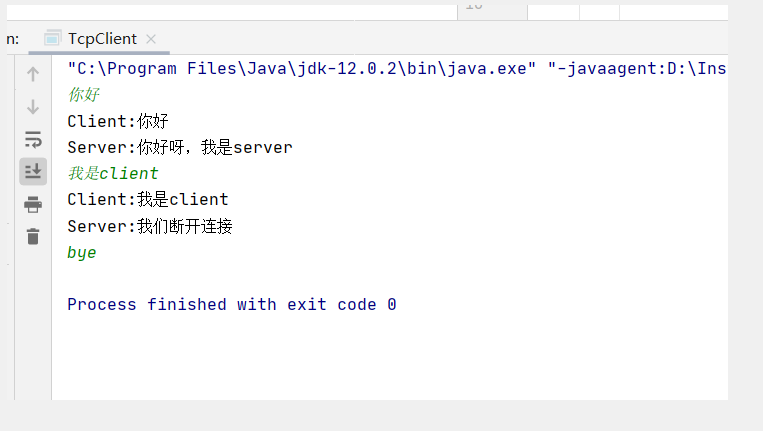 n:
TcpClient
"C:\Program Files\Java\jdk-12.0.2\bin\java.exe" "-javaagent:D:\Ins
你好
Client:你好
Server:你好呀，我是server
我是client
Client:我是client
Server:我们断开连接
bye
Process finished with exit code 0